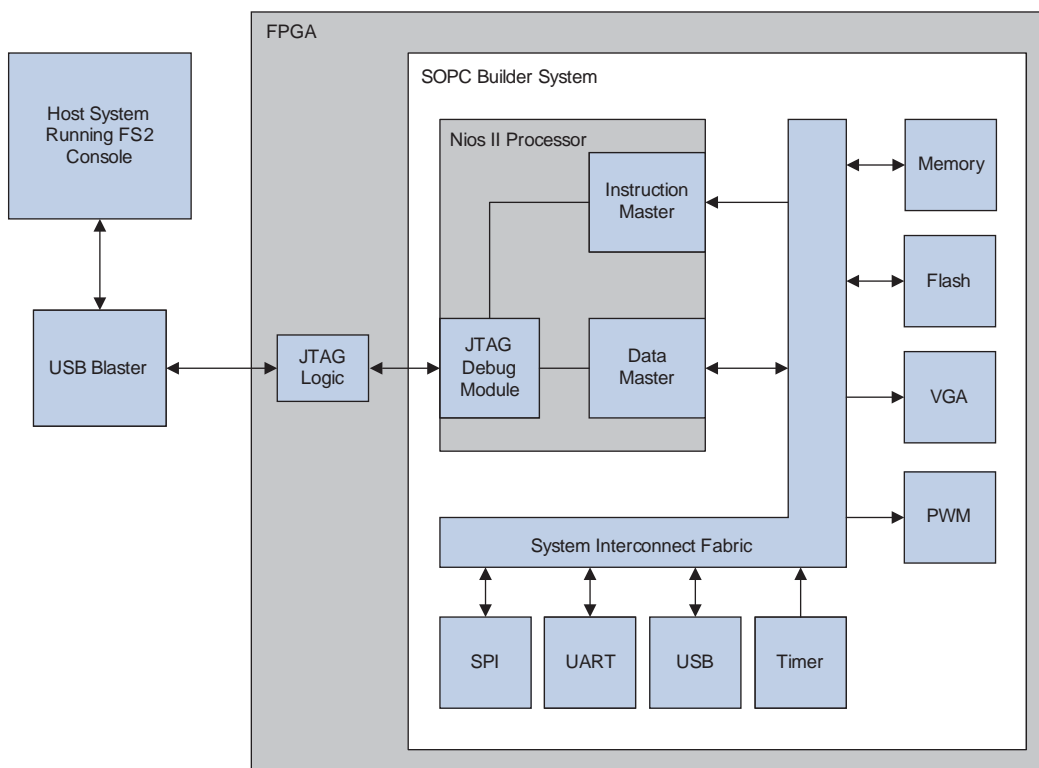 FPGA
SOPC Builder System
Host System
Running FS2
Console
Nios II Processor
Instruction
Master
Memory
Flash
USB Blaster
JTAG
Logic
JTAG
Debug
Module
Data
Master
VGA
PWM
System Interconnect Fabric
SPI
UART
USB
Timer